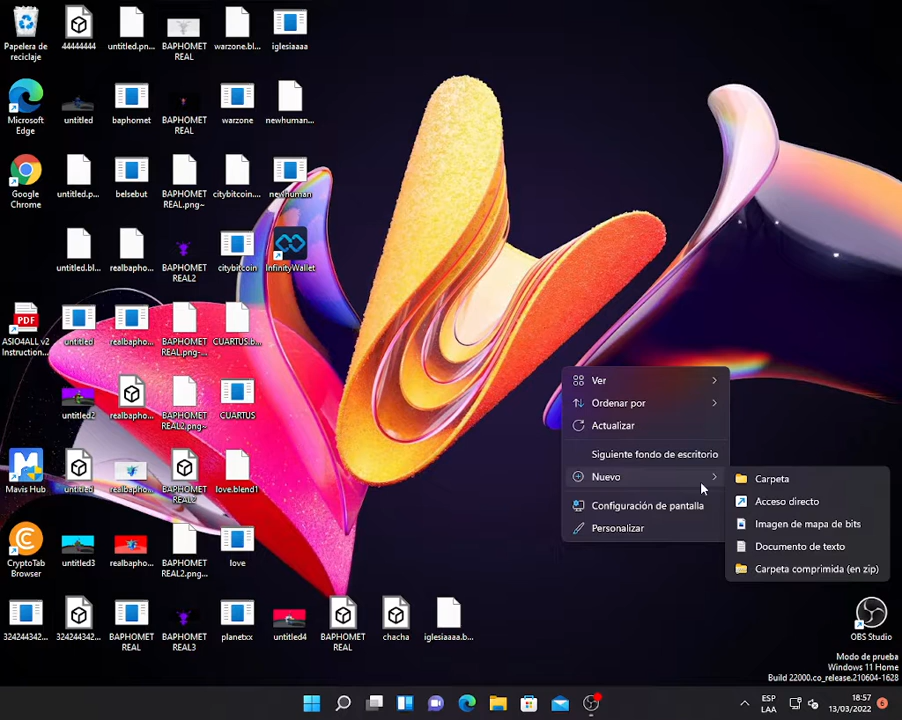 Papelera de
reciclaje
44444444
untitled.pn...
BAPHOMET
REAL
warzone.bl...
iglesiaaaa
Microsoft
Edge
untitled
baphomet
BAPHOMET
REAL
warzone
newhuman...
Google
Chrome
untitled.p...
belsebut
BAPHOMET
REAL.png~
citybitcoin....
newhuman
untitled.bl...
realbapho...
BAPHOMET
REAL2
citybitcoin
InfinityWallet
ASIO4ALL v2
Instruction...
untitled
realbapho...
BAPHOMET
REAL.png~...
CUARTUS.b...
untitled2
realbapho...
BAPHOMET
REAL2.png~
CUARTUS
Mavis Hub
untitled
realbapho...
BAPHOMET
REAL2
love.blend1
CryptoTab
Browser
untitled3
realbapho...
BAPHOMET
REAL2.png...
love
324244342...
324244342...
BAPHOMET
REAL
BAPHOMET
REAL3
planetxx
untitled4
BAPHOMET
REAL
chacha
iglesiaaaa.b...
Ver
Ordenar por
Actualizar
Siguiente fondo de escritorio
Nuevo
Configuración de pantalla
Personalizar
Carpeta
Acceso directo
Imagen de mapa de bits
Documento de texto
Carpeta comprimida (en zip)
OBS Studio
Modo de prueba
Windows 11 Home
Build 22000.co_release.210604-1628
ESP
LAA
18:57
13/03/2022
6